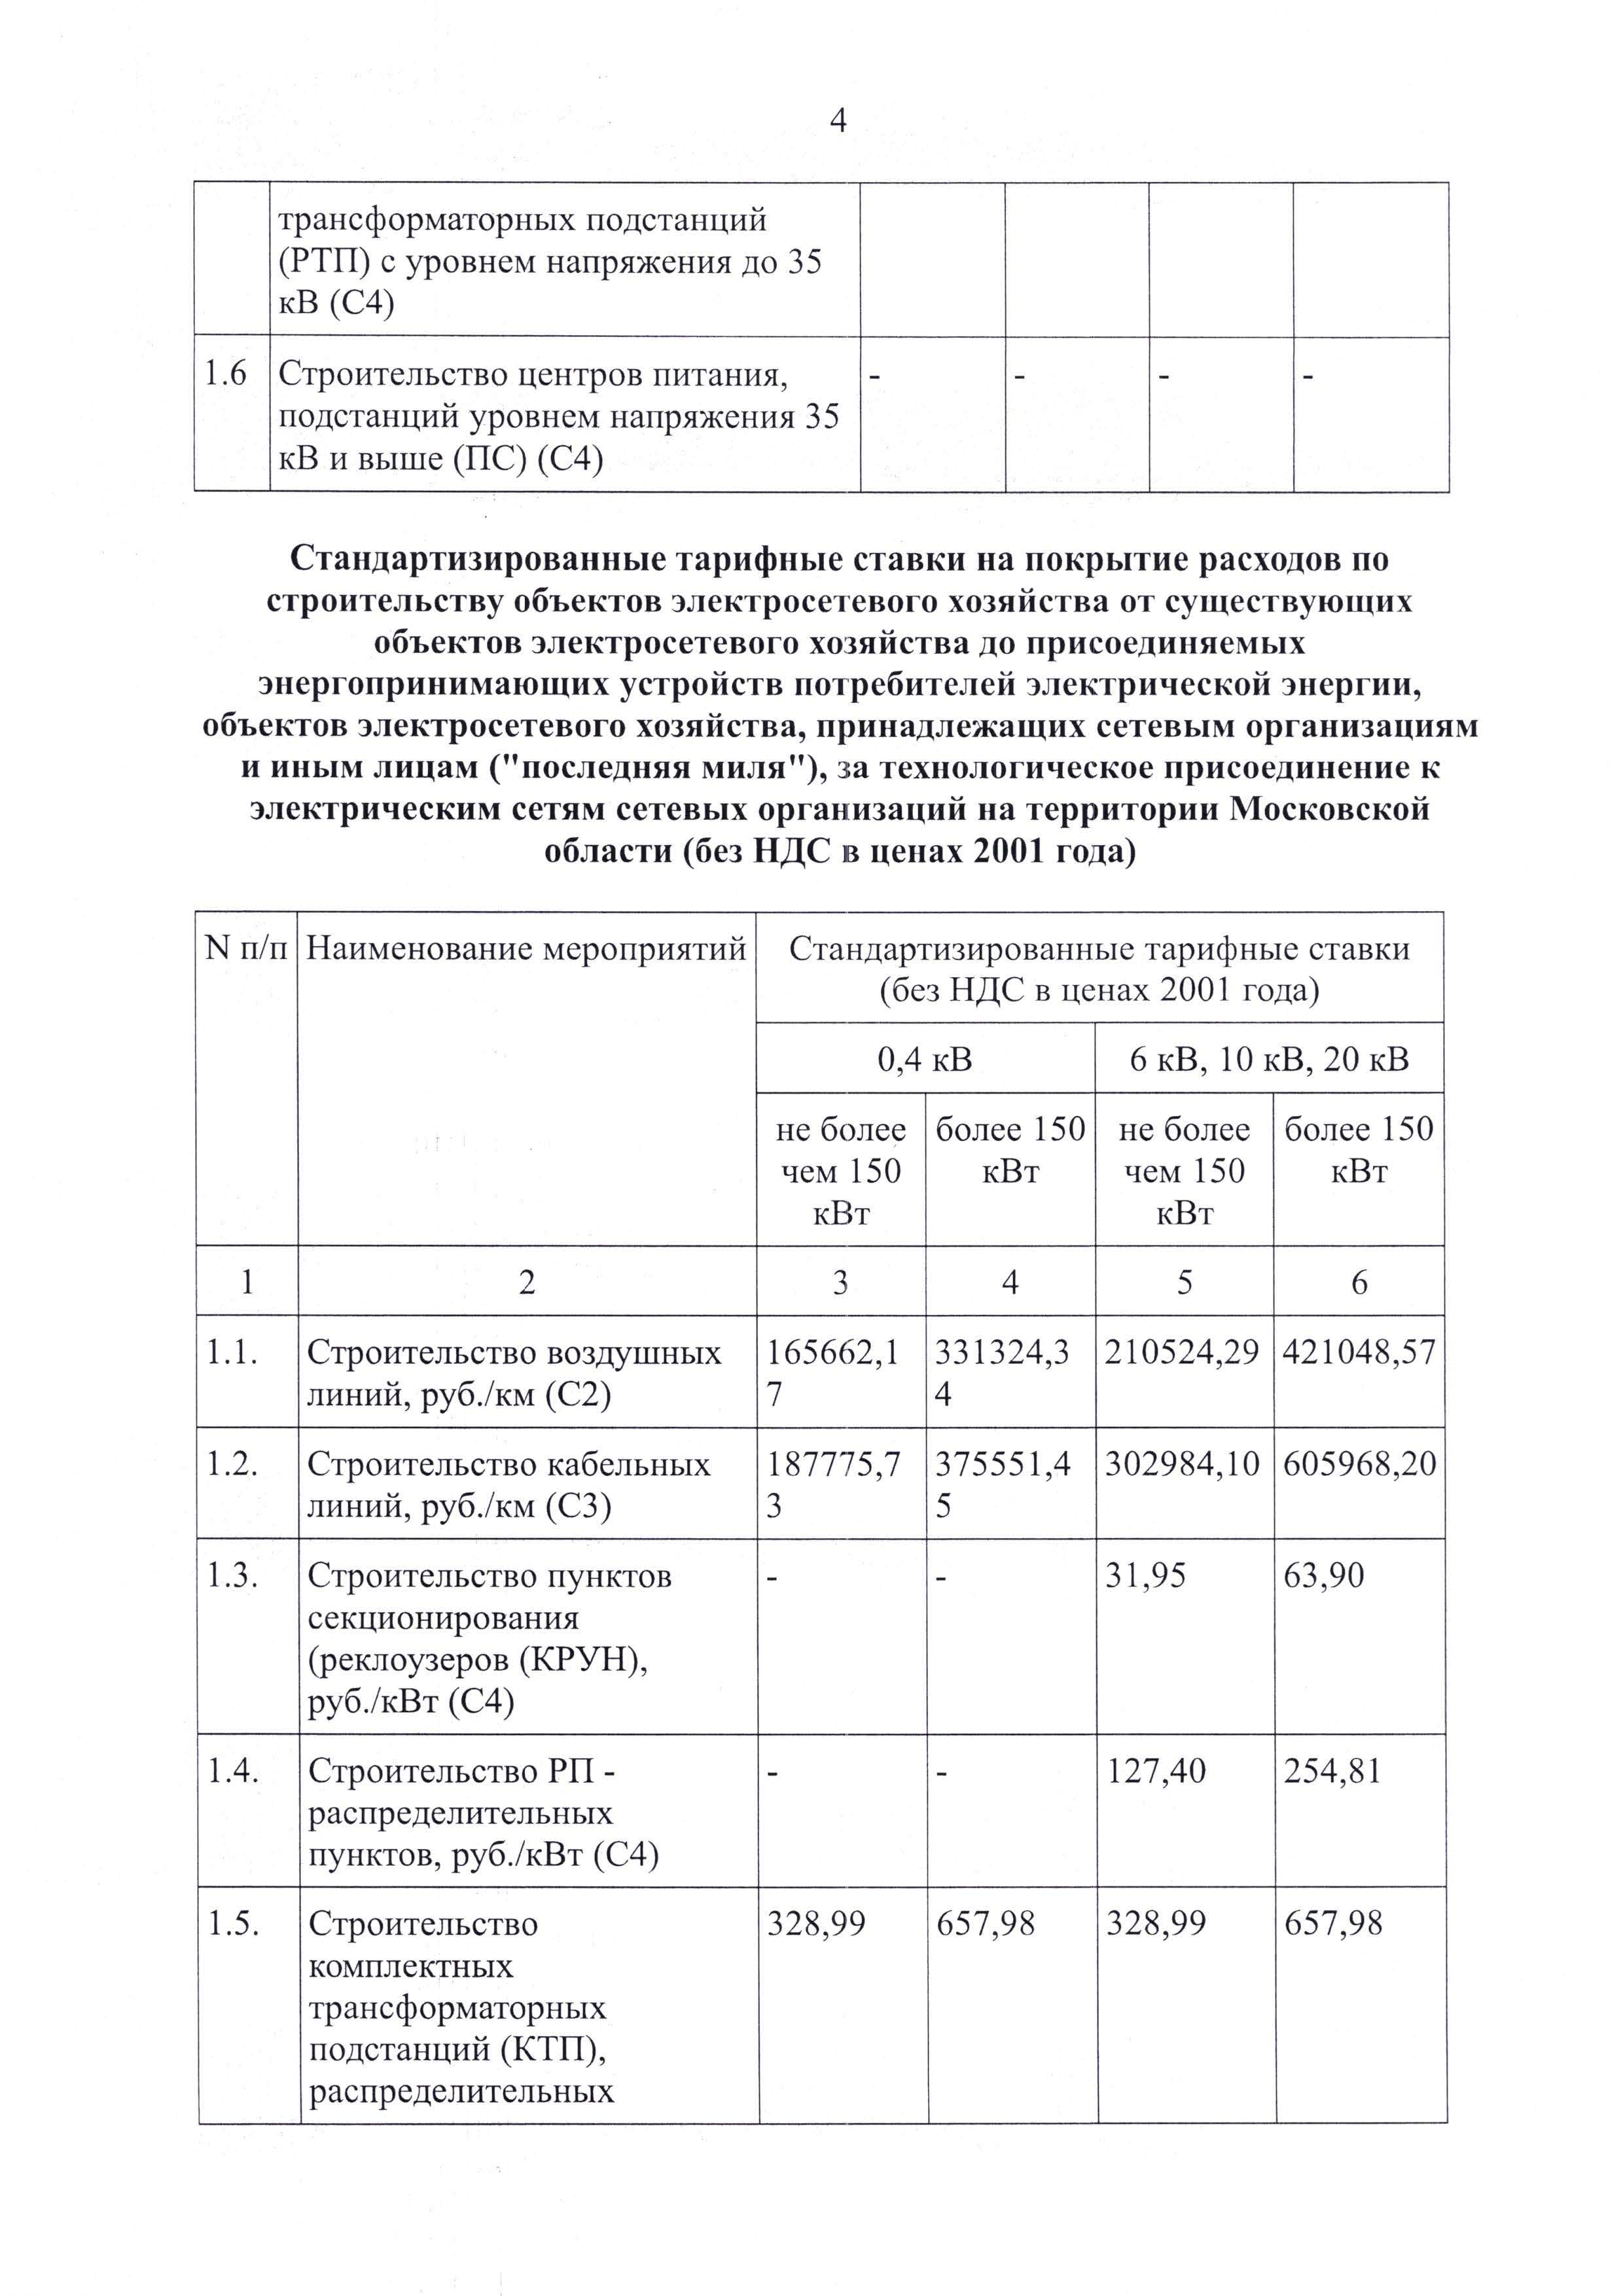 4
трансформаторных подстанций
(РТП) с уровнем напряжения до 35
кВ (С4)
1.6 Строительство центров питания, - - - -
подстанций уровнем напряжения 35
кВ и выше (ПС) (С4)
Стандартизированные тарифные ставки на покрытие расходов по
строительству объектов электросетевого хозяйства от существующих
объектов электросетевого хозяйства до присоединяемых
энергопринимающих устройств потребителей электрической энергии,
объектов электросетевого хозяйства, принадлежащих сетевым организациям
и иным лицам ("последняя миля"), за технологическое присоединение к
электрическим сетям сетевых организаций на территории Московской
области (без НДС в ценах 2001 года)
N п/п Наименование мероприятий Стандартизированные тарифные ставки
(без НДС в ценах 2001 года)
0,4 кВ 6 кВ, 10 кВ, 20 кВ
не более более 150 не более более 150
чем 150 кВт чем 150 кВт
кВт кВт
1 2 3 4 5 6
1.1. Строительство воздушных 165662,1 331324,3 210524,29 421048,57
линий, руб./км (С2) 7 4
1.2. Строительство кабельных 187775,7 375551,4 302984,10 605968,20
линий, руб./км (С3) 3 5
1.3. Строительство пунктов - - 31,95 63,90
секционирования
(реклоузеров (КРУН),
руб./кВт (С4)
1.4. Строительство РП - - - 127,40 254,81
распределительных
пунктов, руб./кВт (С4)
1.5. Строительство 328,99 657,98 328,99 657,98
комплектных
трансформаторных
подстанций (КТП),
распределительных